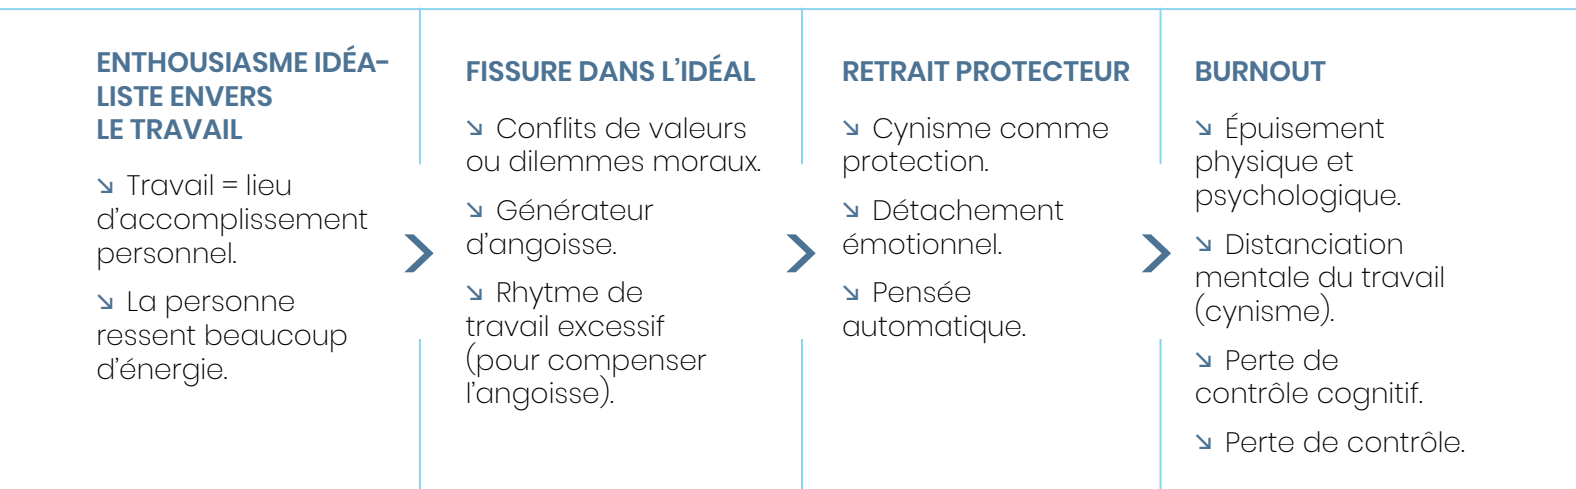 ENTHOUSIASME IDÉA-
LISTE ENVERS
LE TRAVAIL
↘ Travail = lieu
d’accomplissement
personnel.
↘ La personne
ressent beaucoup
d’énergie.
FISSURE DANS L’IDÉAL
↘ Conflits de valeurs
ou dilemmes moraux.
↘ Générateur
d’angoisse.
↘ Rhytme de
travail excessif
(pour compenser
l’angoisse).
RETRAIT PROTECTEUR
↘ Cynisme comme
protection.
↘ Détachement
émotionnel.
↘ Pensée
automatique.
BURNOUT
↘ Épuisement
physique et
psychologique.
↘ Distanciation
mentale du travail
(cynisme).
↘ Perte de
contrôle cognitif.
↘ Perte de contrôle.